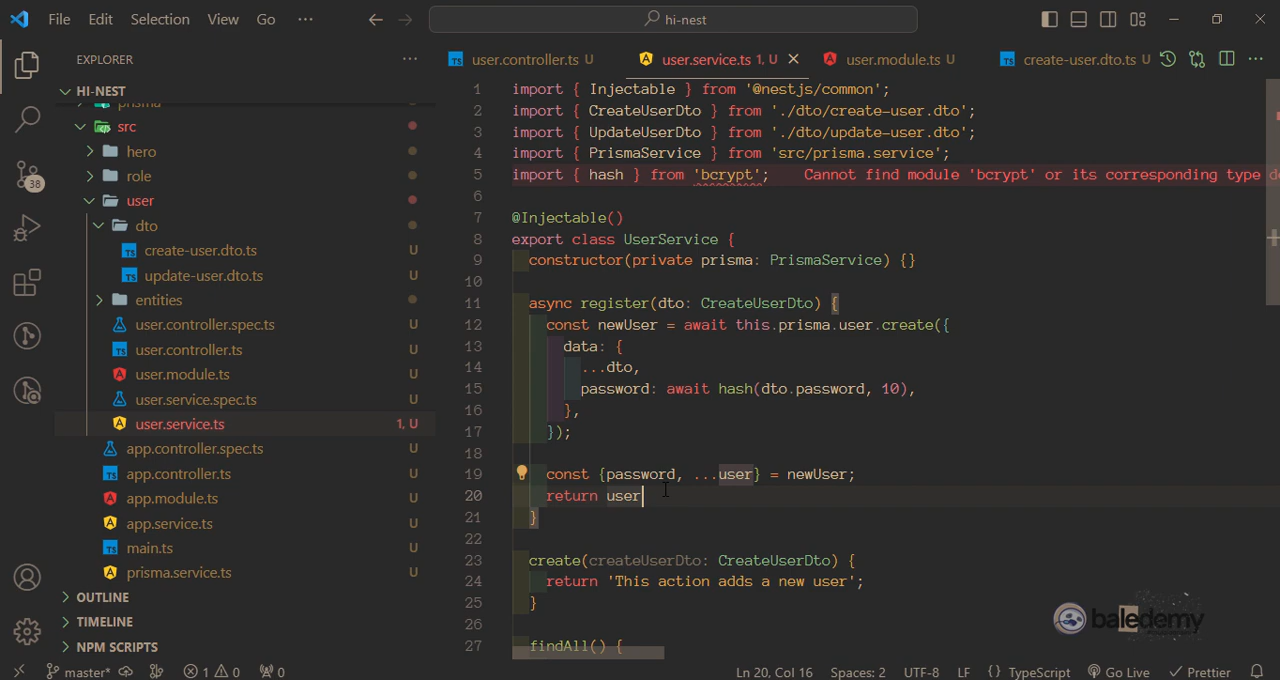 File Edit Selection View Go ··· hi-nest
EXPLORER ···
HI-NEST
prisma
src
hero
role
user
dto
create-user.dto.ts U
update-user.dto.ts U
entities
user.controller.spec.ts U
user.controller.ts U
user.module.ts U
user.service.spec.ts U
user.service.ts 1, U
app.controller.spec.ts U
app.controller.ts U
app.module.ts U
app.service.ts U
main.ts U
prisma.service.ts U
OUTLINE
TIMELINE
NPM SCRIPTS
38
TS user.controller.ts U user.service.ts 1, U user.module.ts U TS create-user.dto.ts U ···
1 import { Injectable } from '@nestjs/common';
2 import { CreateUserDto } from './dto/create-user.dto';
3 import { UpdateUserDto } from './dto/update-user.dto';
4 import { PrismaService } from 'src/prisma.service';
5 import { hash } from 'bcrypt'; Cannot find module 'bcrypt' or its corresponding type de
6
7 @Injectable()
8 export class UserService {
9 constructor(private prisma: PrismaService) {}
10
11 async register(dto: CreateUserDto) {
12 const newUser = await this.prisma.user.create({
13 data: {
14 ...dto,
15 password: await hash(dto.password, 10),
16 },
17 });
18
19 const {password, ...user} = newUser;
20 return user
21 }
22
23 create(createUserDto: CreateUserDto) {
24 return 'This action adds a new user';
25 }
26
27 findAll() {
baledemy
master* 1 0 0 Ln 20, Col 16 Spaces: 2 UTF-8 LF {} TypeScript Go Live Prettier